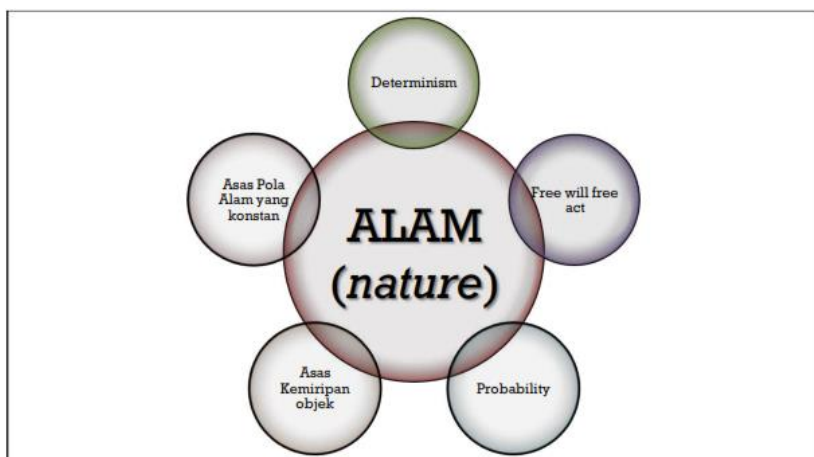 Determinism
Asas Pola
Alam yang
konstan
Free will free
act
ALAM
(nature)
Asas
Kemiripan
objek
Probability